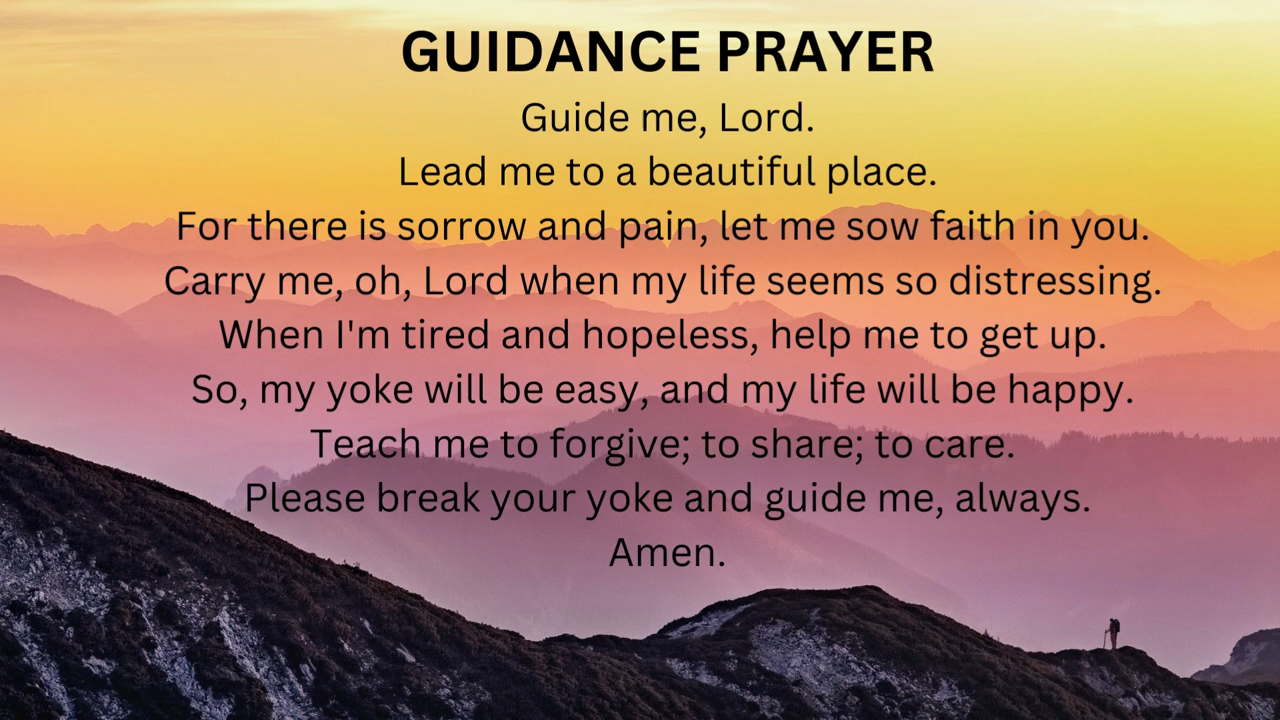 GUIDANCE PRAYER
Guide me, Lord.
Lead me to a beautiful place.
For there is sorrow and pain, let me sow faith in you.
Carry me, oh, Lord when my life seems so distressing.
When I'm tired and hopeless, help me to get up.
So, my yoke will be easy, and my life will be happy.
Teach me to forgive; to share; to care.
Please break your yoke and guide me, always.
Amen.